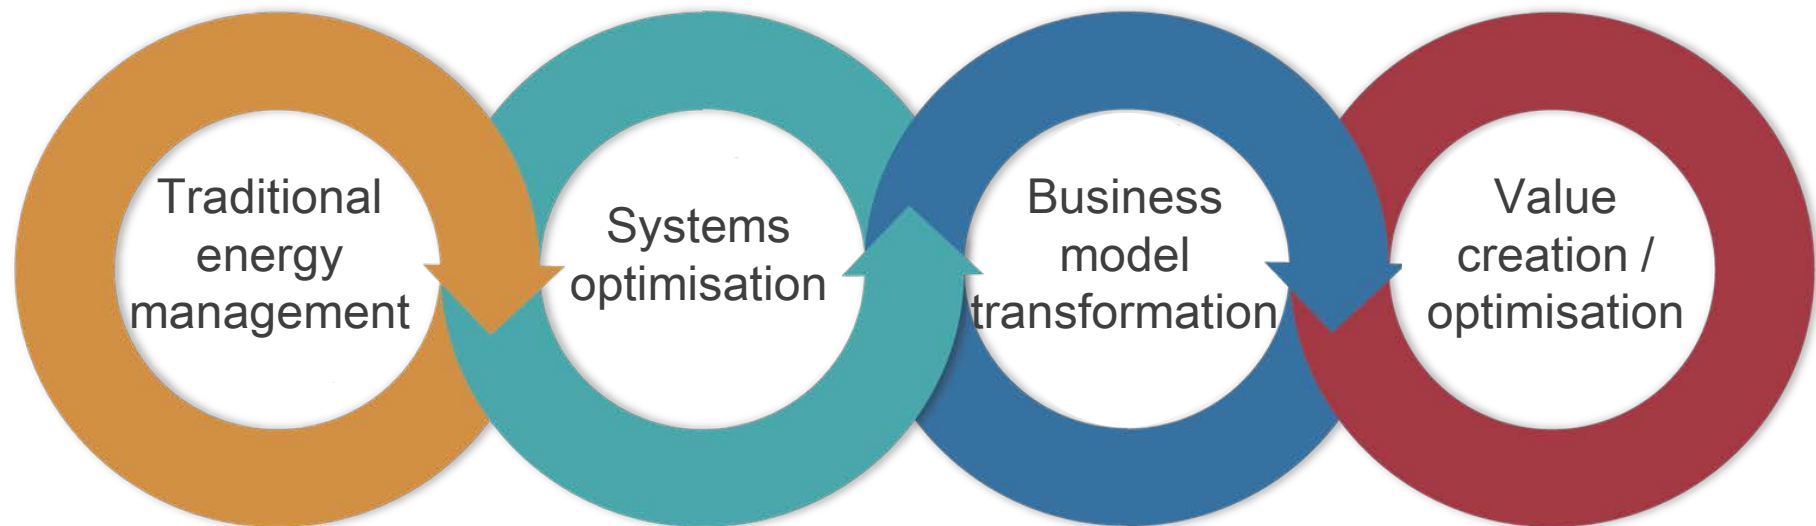 Traditional
energy
management
Systems
optimisation
Business
model
transformation
Value
creation /
optimisation